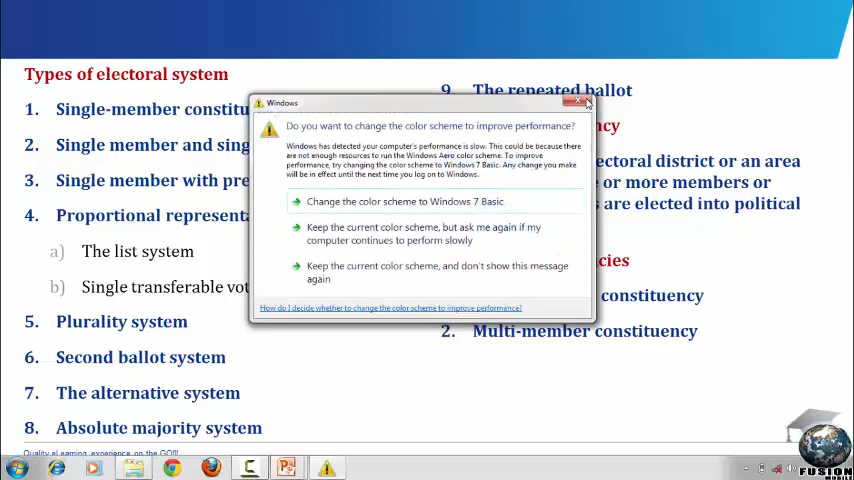 Types of electoral system
1. Single-member constitu
2. Single member and sing
3. Single member with pre
4. Proportional representa
a) The list system
b) Single transferable vot
5. Plurality system
6. Second ballot system
7. The alternative system
8. Absolute majority system
9. The repeated ballot
cy
ectoral district or an area
e or more members or
s are elected into political
cies
constituency
2. Multi-member constituency
Windows
Do you want to change the color scheme to improve performance?
Windows has detected your computer's performance is slow. This could be because there
are not enough resources to run the Windows Aero color scheme. To improve
performance, try changing the color scheme to Windows 7 Basic. Any change you make
will be in effect until the next time you log on to Windows.
Change the color scheme to Windows 7 Basic
Keep the current color scheme, but ask me again if my
computer continues to perform slowly
Keep the current color scheme, and don't show this message
again
How do I decide whether to change the color scheme to improve performance?
Quality eLearning experience on the GO!!!
FUSION
MOBILE